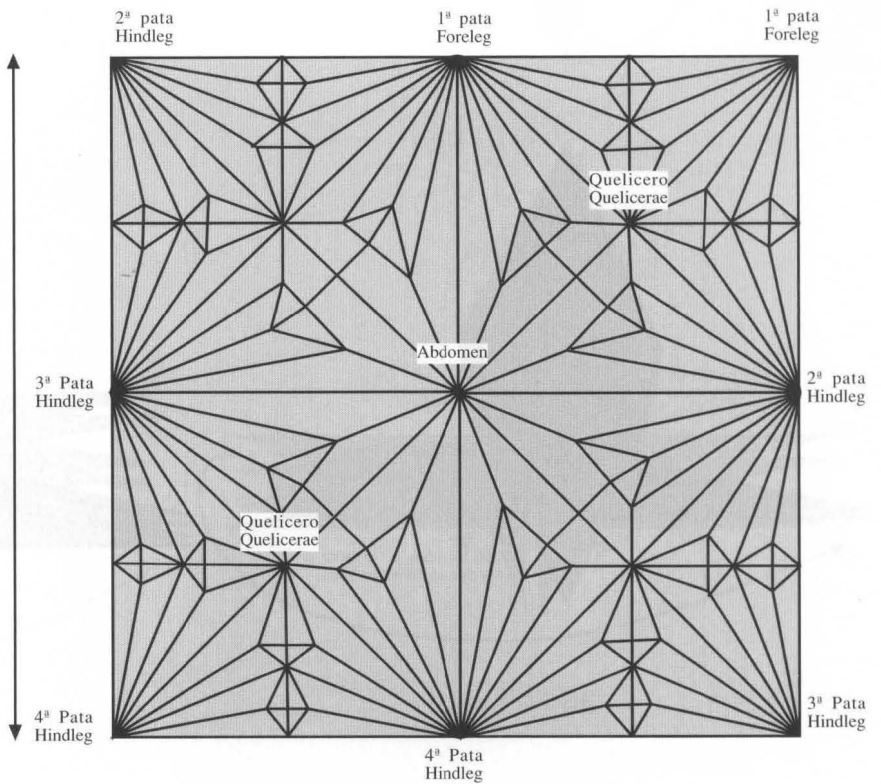 2ª pata
Hindleg
1ª pata
Foreleg
1ª pata
Foreleg
Quelicero
Quelicerae
Abdomen
3ª Pata
Hindleg
2ª pata
Hindleg
Quelicero
Quelicerae
4ª Pata
Hindleg
4ª Pata
Hindleg
3ª Pata
Hindleg